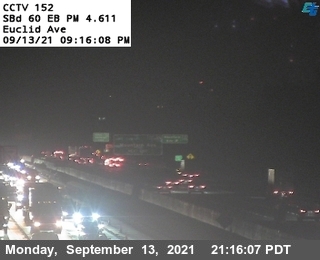 CCTV 152
SBd 60 EB PM 4.611
Euclid Ave
09/13/21 09:16:08 PM
Monday, September 13, 2021 21:16:07 PDT